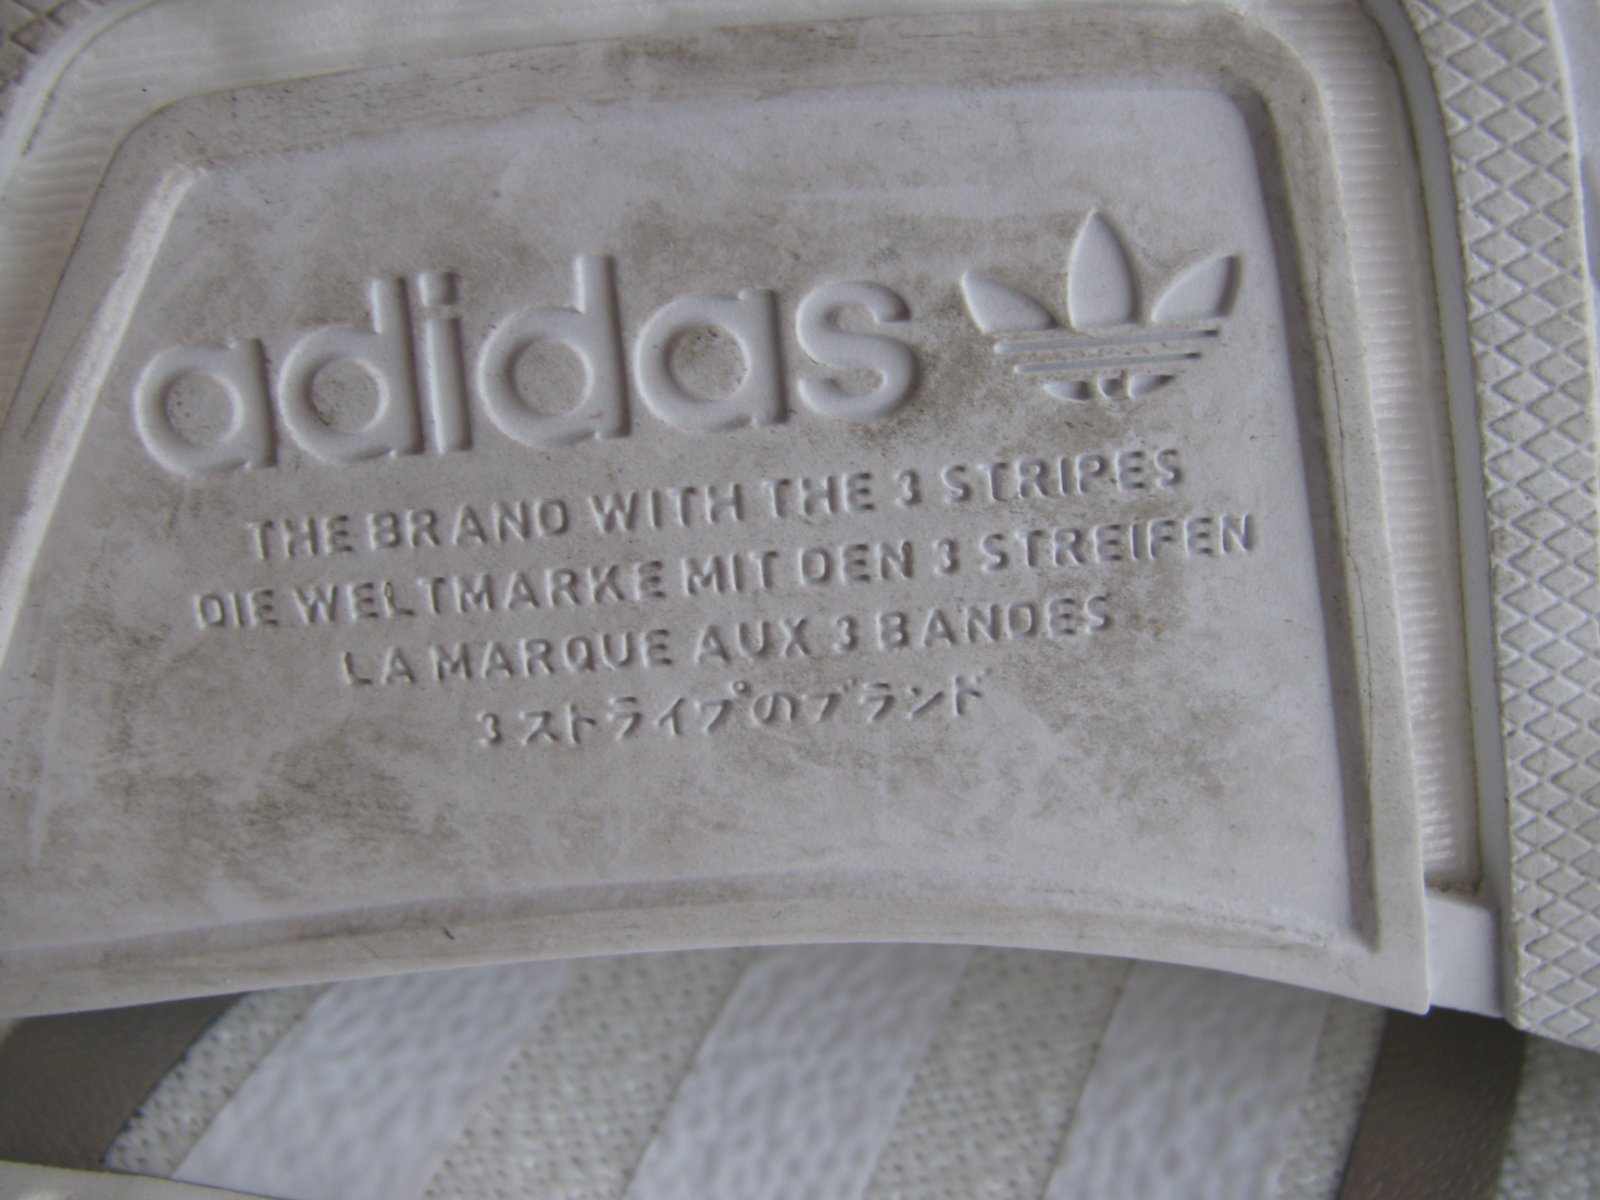 adidas
THE BRAND WITH THE 3 STRIPES
DIE WELTMARKE MIT DEN 3 STREIFEN
LA MARQUE AUX 3 BANDES
3 ストライプのブランド